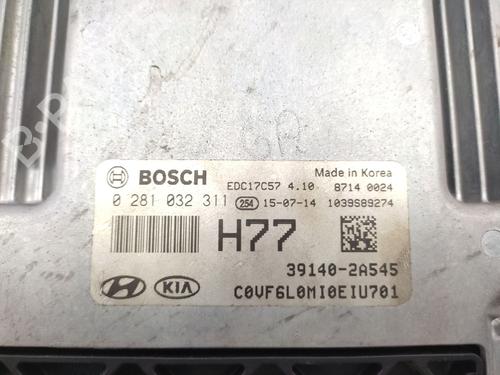 BOSCH EDC17C57 4.10 Made in Korea 8714 0024
0 281 032 311 254 15-07-14 1039S89274
H77
39140-2A545
KIA C0VF6L0MI0EIU701